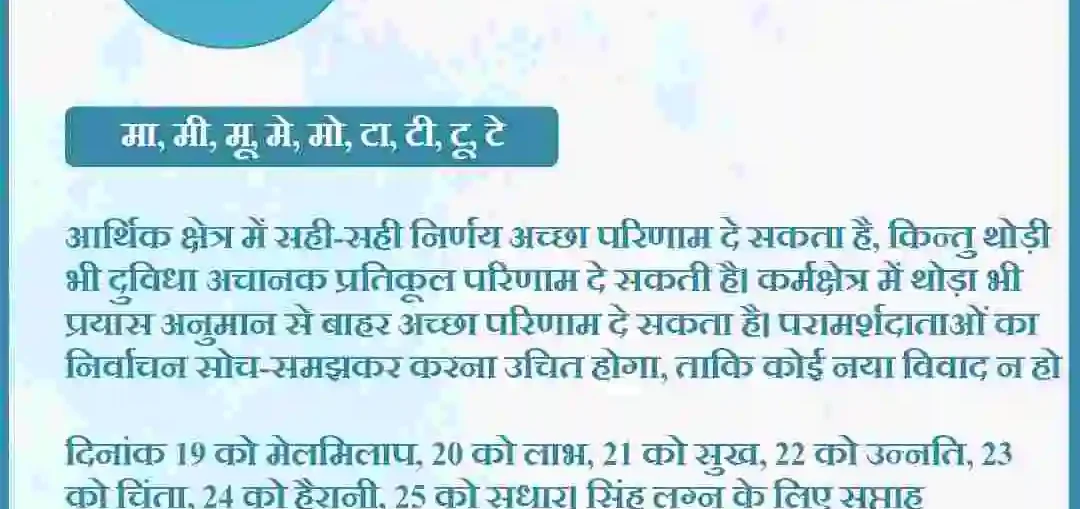 मा, मी, मू, मे, मो, टा, टी, टू, टे
आर्थिक क्षेत्र में सही-सही निर्णय अच्छा परिणाम दे सकता है, किन्तु थोड़ी
भी दुविधा अचानक प्रतिकूल परिणाम दे सकती है। कर्मक्षेत्र में थोड़ा भी
प्रयास अनुमान से बाहर अच्छा परिणाम दे सकता है। परामर्शदाताओं का
निर्वाचन सोच-समझकर करना उचित होगा, ताकि कोई नया विवाद न हो
दिनांक 19 को मेलमिलाप, 20 को लाभ, 21 को सुख, 22 को उन्नति, 23
को चिंता, 24 को हैरानी, 25 को सुधार। सिंह लग्न के लिए सप्ताह